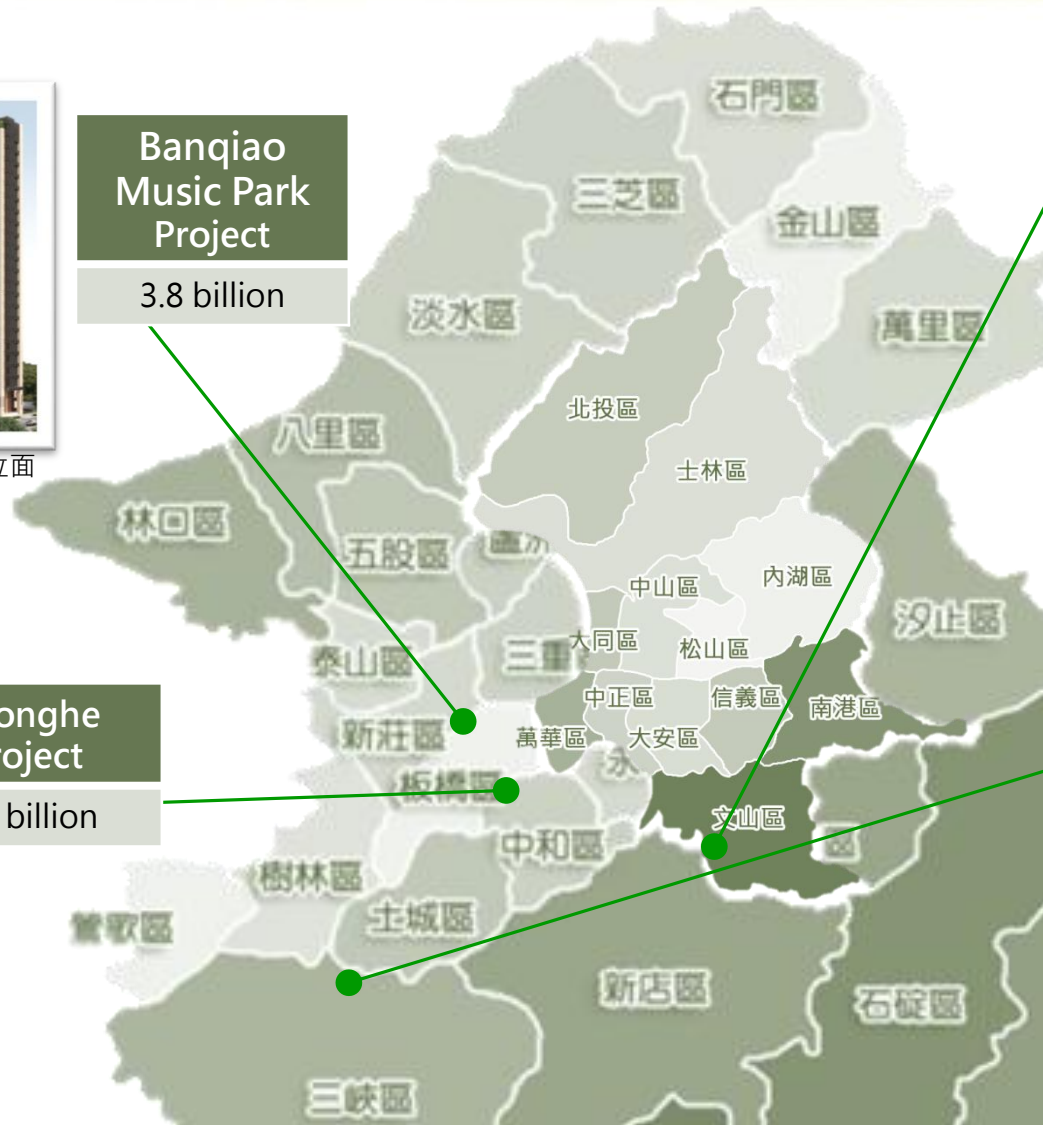 Banqiao
Music Park
Project
3.8 billion
立面
onghe
roject
billion
石門區
三芝區
金山區
淡水區
萬里區
北投區
八里區
士林區
林口區
五股區
內湖區
中山區
汐止區
大同區
松山區
三重
泰山區
中正區
信義區
南港區
新莊區
萬華區
大安區
板橋區
文山區
中和區
區
樹林區
土城區
鶯歌區
新店區
石碇區
三峽區